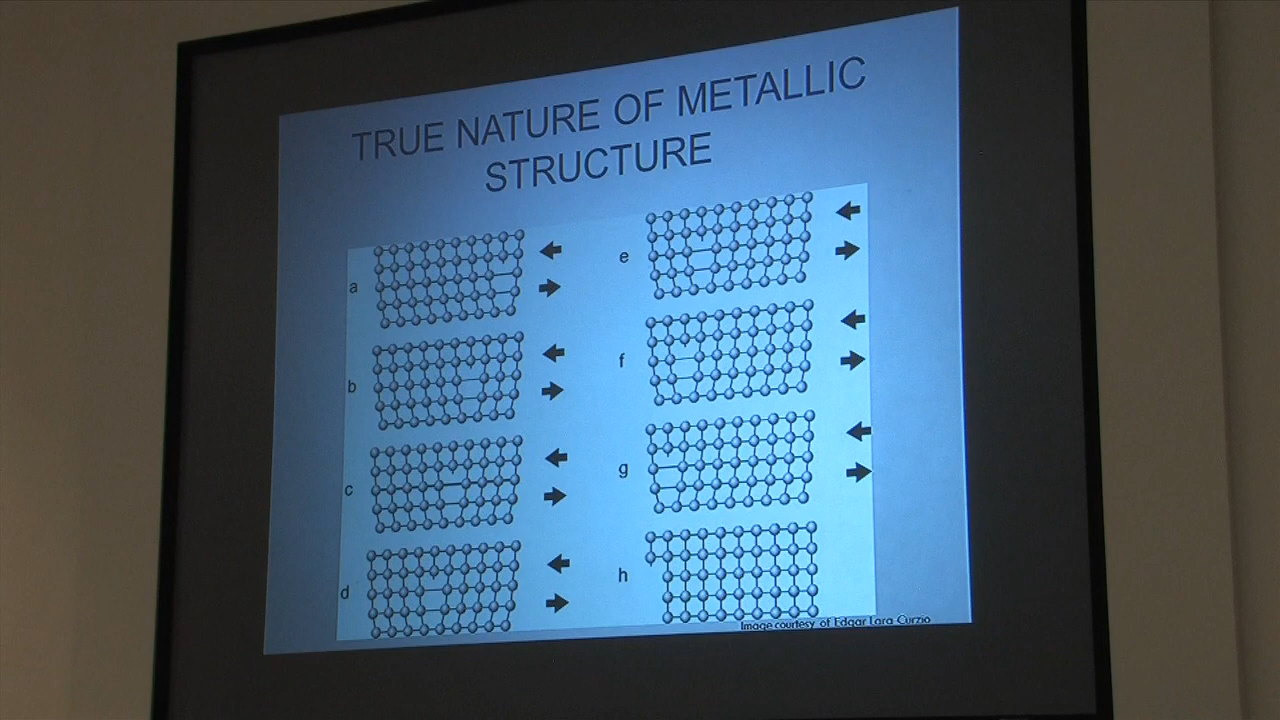 TRUE NATURE OF METALLIC
STRUCTURE
a
b
c
d
e
f
g
h
Image courtesy of Edgar Lara Curzio